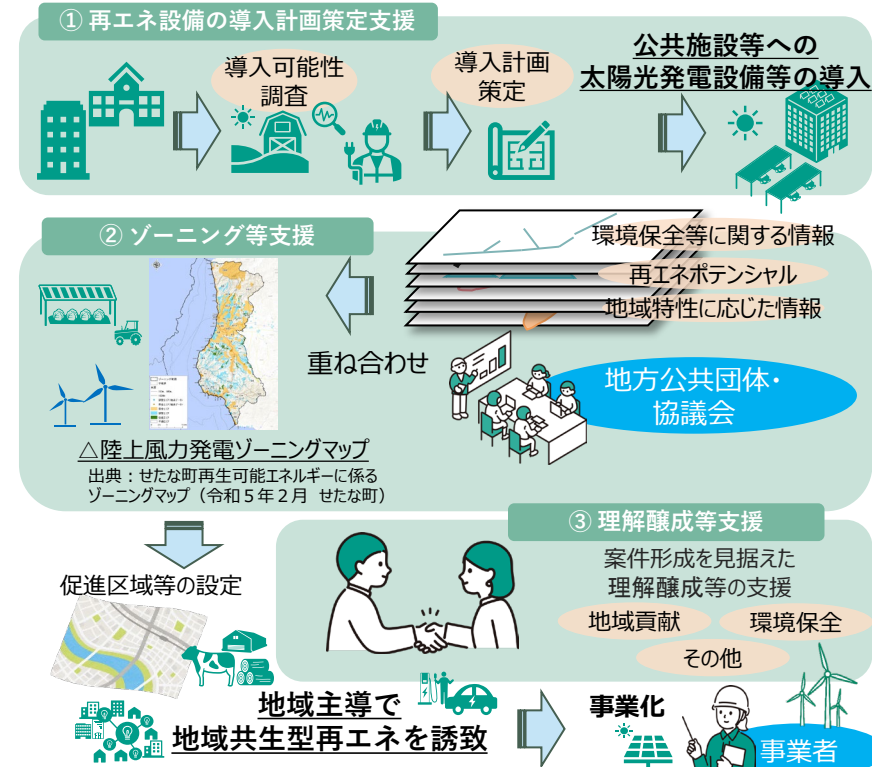 ① 再エネ設備の導入計画策定支援
導入可能性
調査
導入計画
策定
公共施設等への
太陽光発電設備等の導入
② ゾーニング等支援
環境保全等に関する情報
再エネポテンシャル
地域特性に応じた情報
重ね合わせ
地方公共団体・
協議会
△陸上風力発電ゾーニングマップ
出典：せたな町再生可能エネルギーに係る
ゾーニングマップ（令和５年２月 せたな町）
③ 理解醸成等支援
案件形成を見据えた
理解醸成等の支援
地域貢献
環境保全
その他
促進区域等の設定
地域主導で
地域共生型再エネを誘致
事業化
事業者